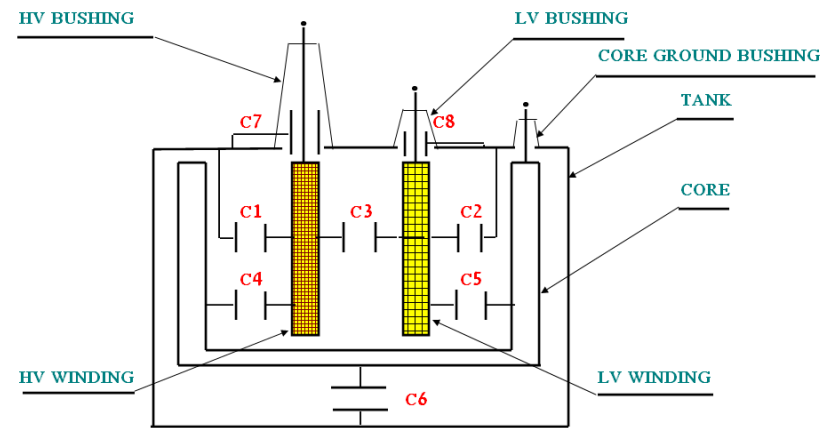 HV BUSHING
LV BUSHING
CORE GROUND BUSHING
TANK
C7
C8
CORE
C1
C3
C2
C4
C5
HV WINDING
LV WINDING
C6